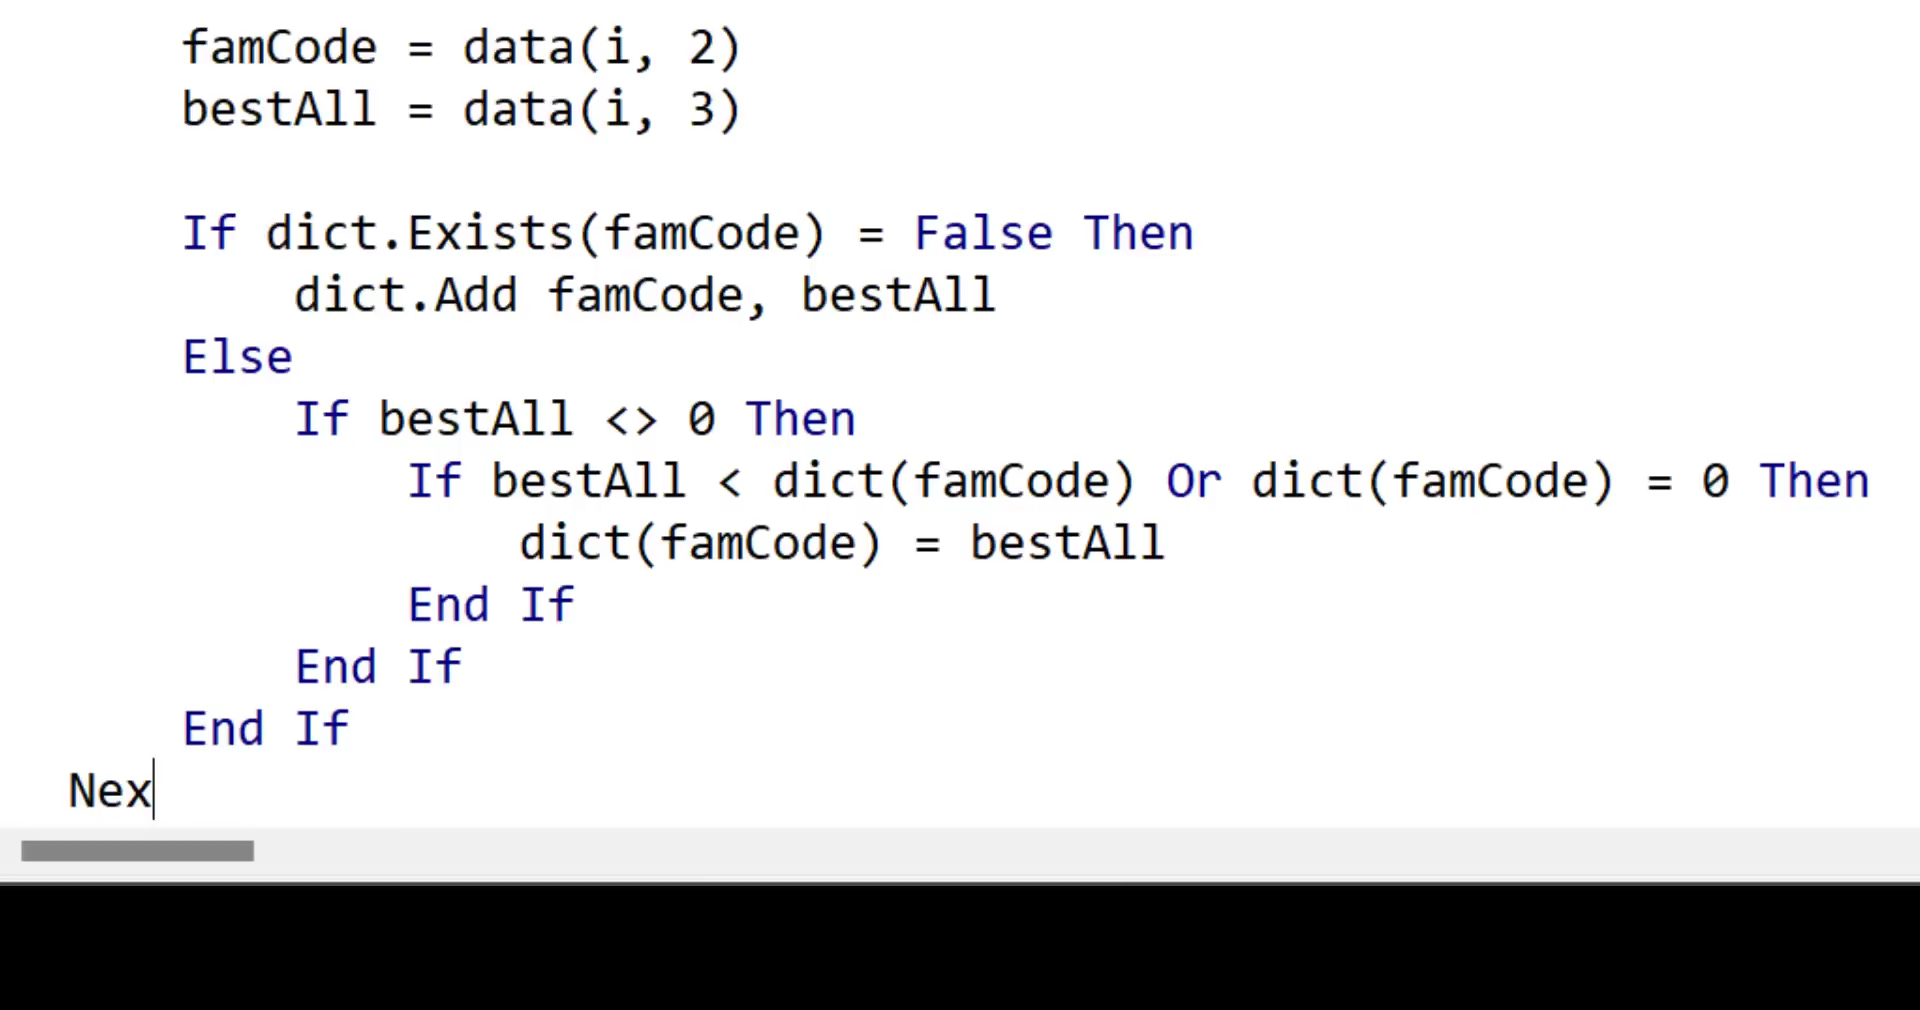 famCode = data(i, 2)
bestAll = data(i, 3)
If dict.Exists(famCode) = False Then
dict.Add famCode, bestAll
Else
If bestAll <> 0 Then
If bestAll < dict(famCode) Or dict(famCode) = 0 Then
dict(famCode) = bestAll
End If
End If
End If
Nex